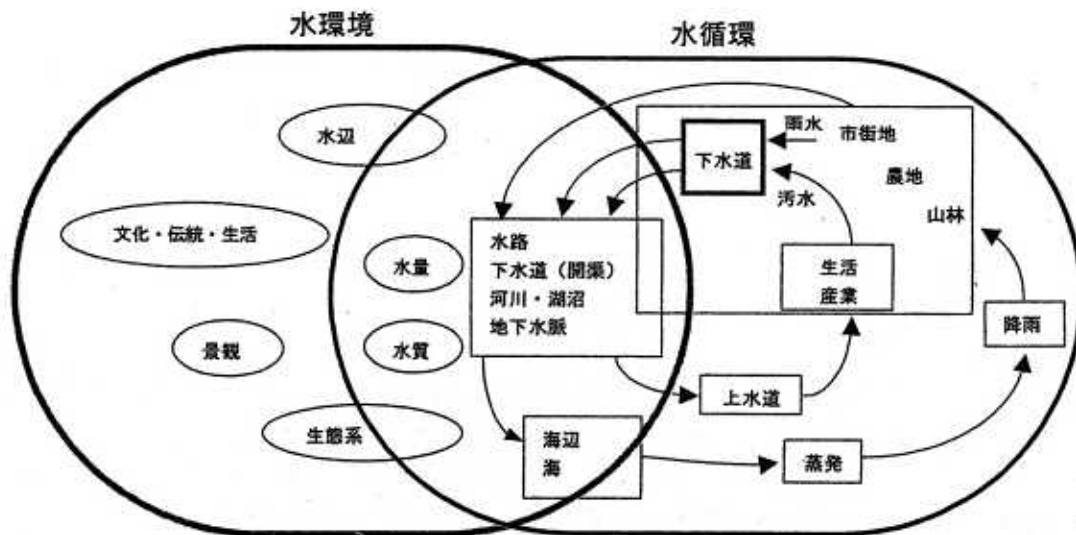 水環境
水循環
水辺
文化・伝統・生活
水量
水質
景観
生態系
水路
下水道（開渠）
河川・湖沼
地下水脈
海辺
海
下水道
雨水
市街地
農地
山林
汚水
生活
産業
上水道
降雨
蒸発